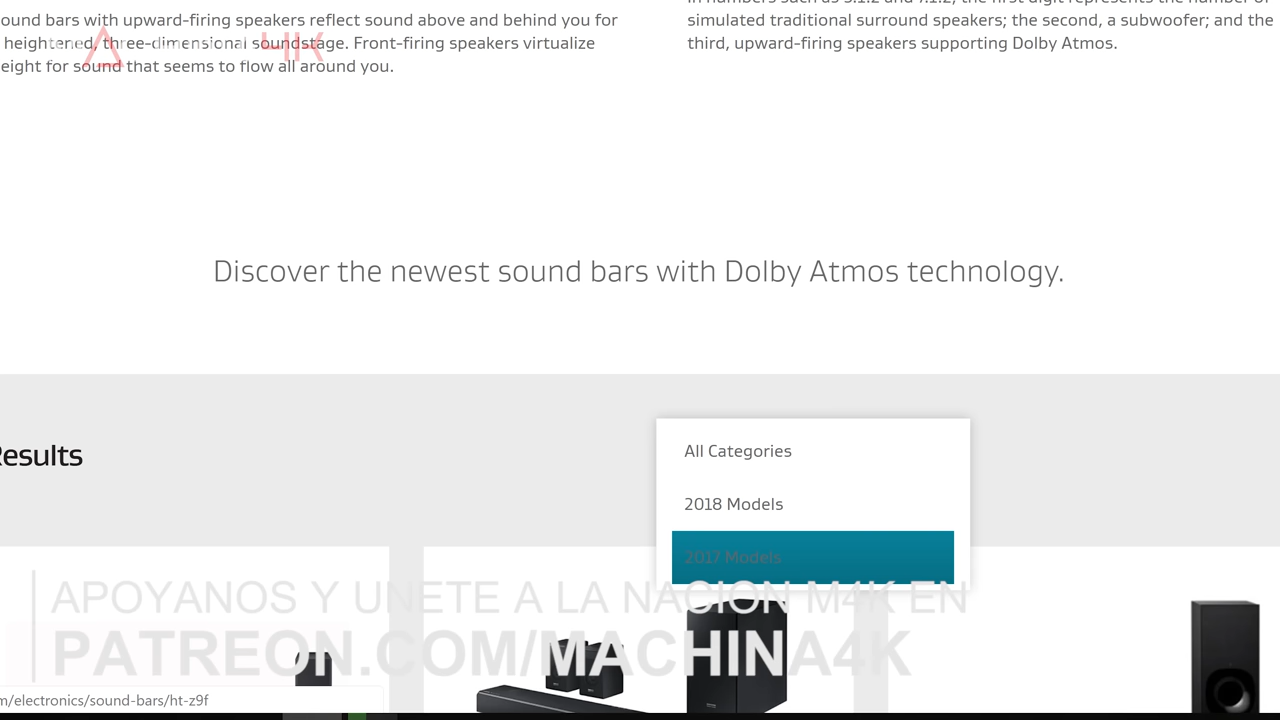 ound bars with upward-firing speakers reflect sound above and behind you for
heightened, three-dimensional soundstage. Front-firing speakers virtualize
eight for sound that seems to flow all around you.
simulated traditional surround speakers; the second, a subwoofer; and the
third, upward-firing speakers supporting Dolby Atmos.
4K
Discover the newest sound bars with Dolby Atmos technology.
Results
All Categories
2018 Models
2017 Models
APOYANOS Y UNETE A LA NACION M4K EN
PATREON.COM/MACHINA4K
m/electronics/sound-bars/ht-z9f